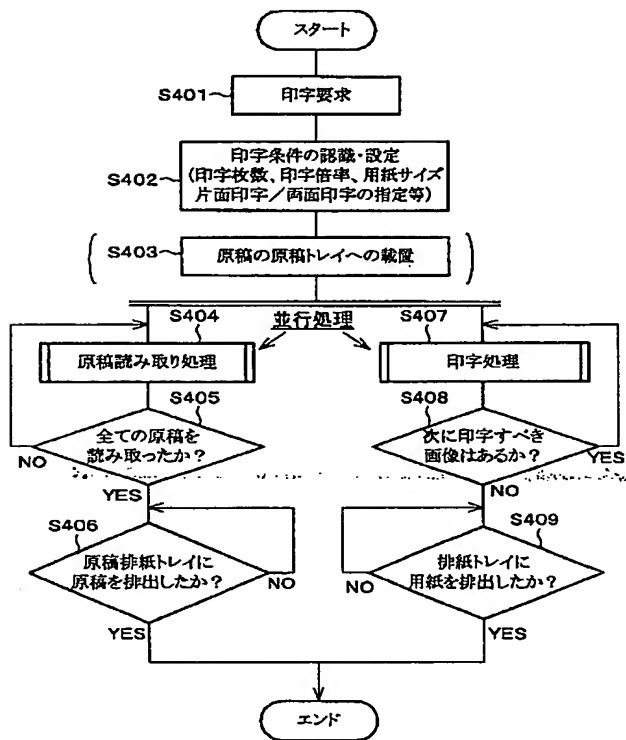 スタート
S401
印字要求
S402
印字条件の認識・設定
(印字枚数、印字倍率、用紙サイズ
片面印字/両面印字の指定等)
S403
原稿の原稿トレイへの載置
並行処理
S404
原稿読み取り処理
S407
印字処理
S405
全ての原稿を
読み取ったか?
NO
YES
S408
次に印字すべき
画像はあるか?
YES
NO
S406
原稿排紙トレイに
原稿を排出したか?
NO
YES
S409
排紙トレイに
用紙を排出したか?
NO
YES
エンド